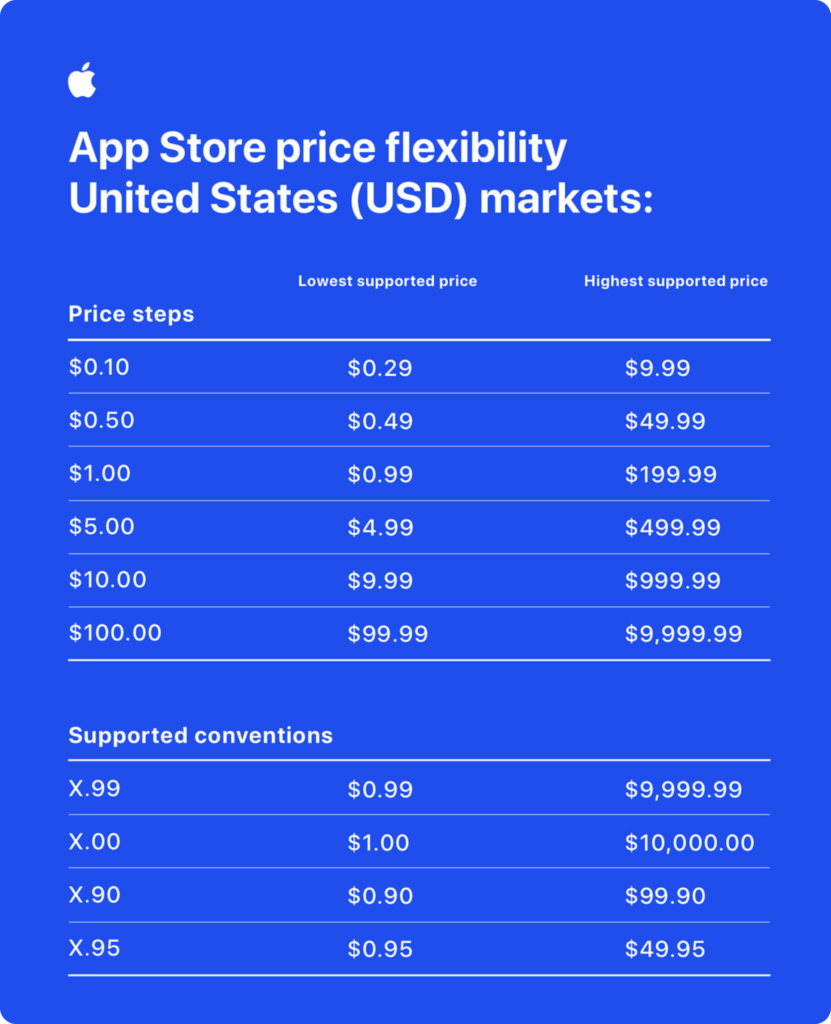 App Store price flexibility
United States (USD) markets:
Lowest supported price Highest supported price
Price steps
$0.10 $0.29 $9.99
$0.50 $0.49 $49.99
$1.00 $0.99 $199.99
$5.00 $4.99 $499.99
$10.00 $9.99 $999.99
$100.00 $99.99 $9,999.99
Supported conventions
X.99 $0.99 $9,999.99
X.00 $1.00 $10,000.00
X.90 $0.90 $99.90
X.95 $0.95 $49.95